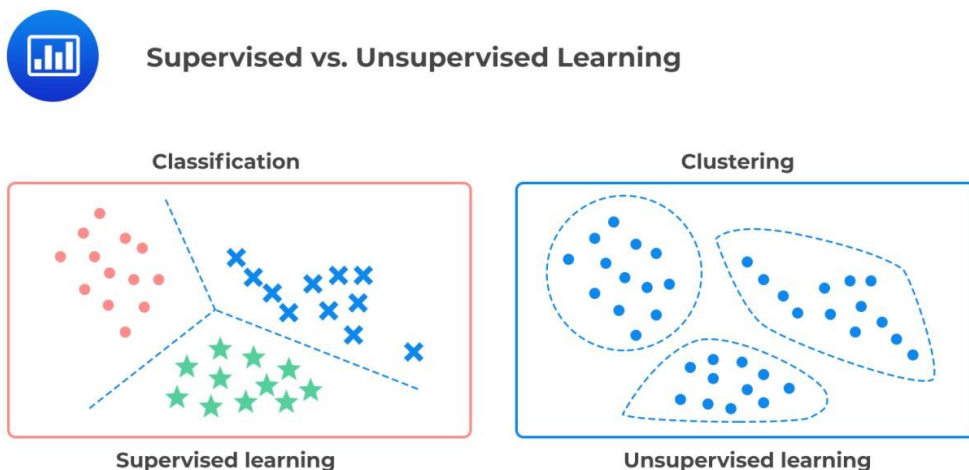 Supervised vs. Unsupervised Learning
Classification
Clustering
Supervised learning
Unsupervised learning